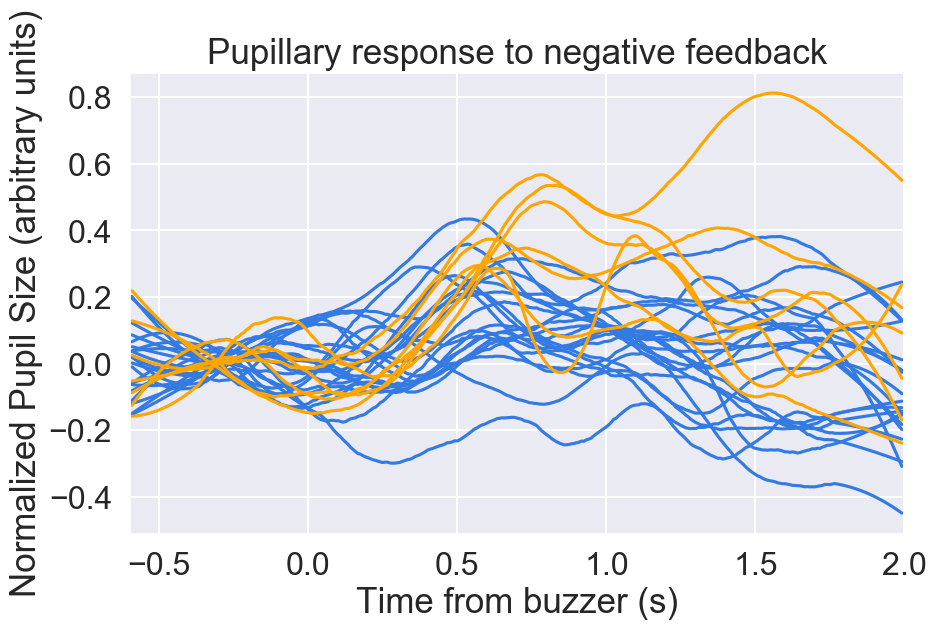 Pupillary response to negative feedback
Normalized Pupil Size (arbitrary units)
0.8
0.6
0.4
0.2
0.0
−0.2
−0.4
−0.5 0.0 0.5 1.0 1.5 2.0
Time from buzzer (s)